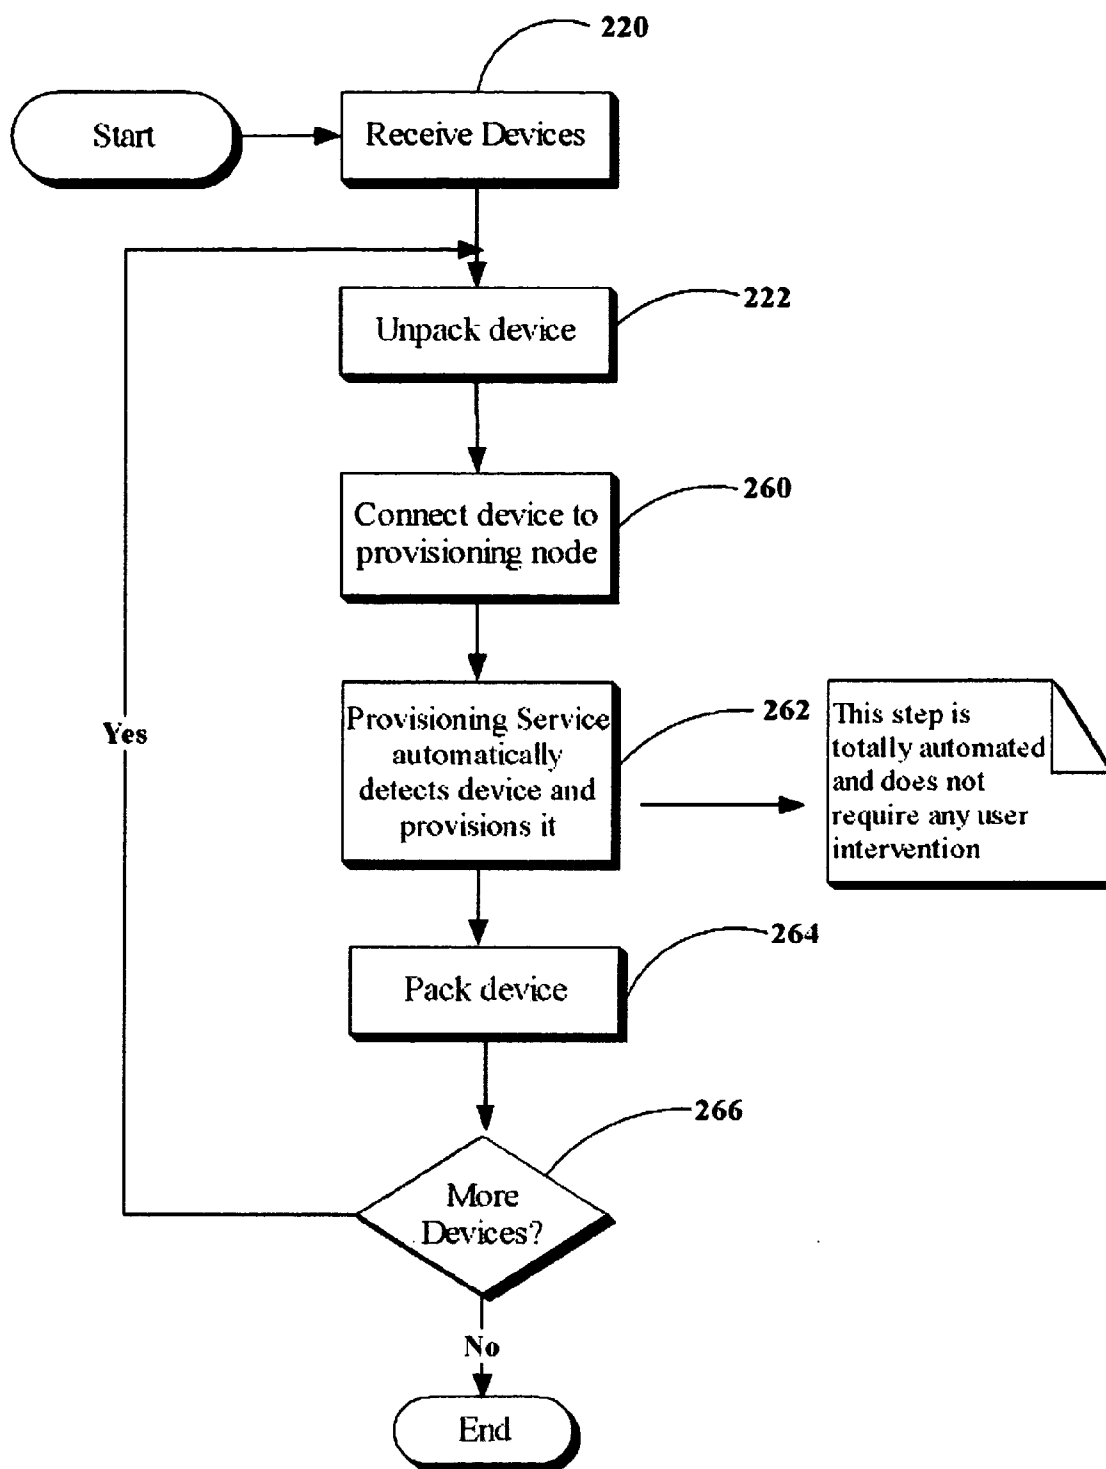 220
Start
Receive Devices
222
Unpack device
260
Connect device to
provisioning node
262
Provisioning Service
automatically
detects device and
provisions it
This step is
totally automated
and does not
require any user
intervention
Yes
264
Pack device
266
More
Devices?
No
End